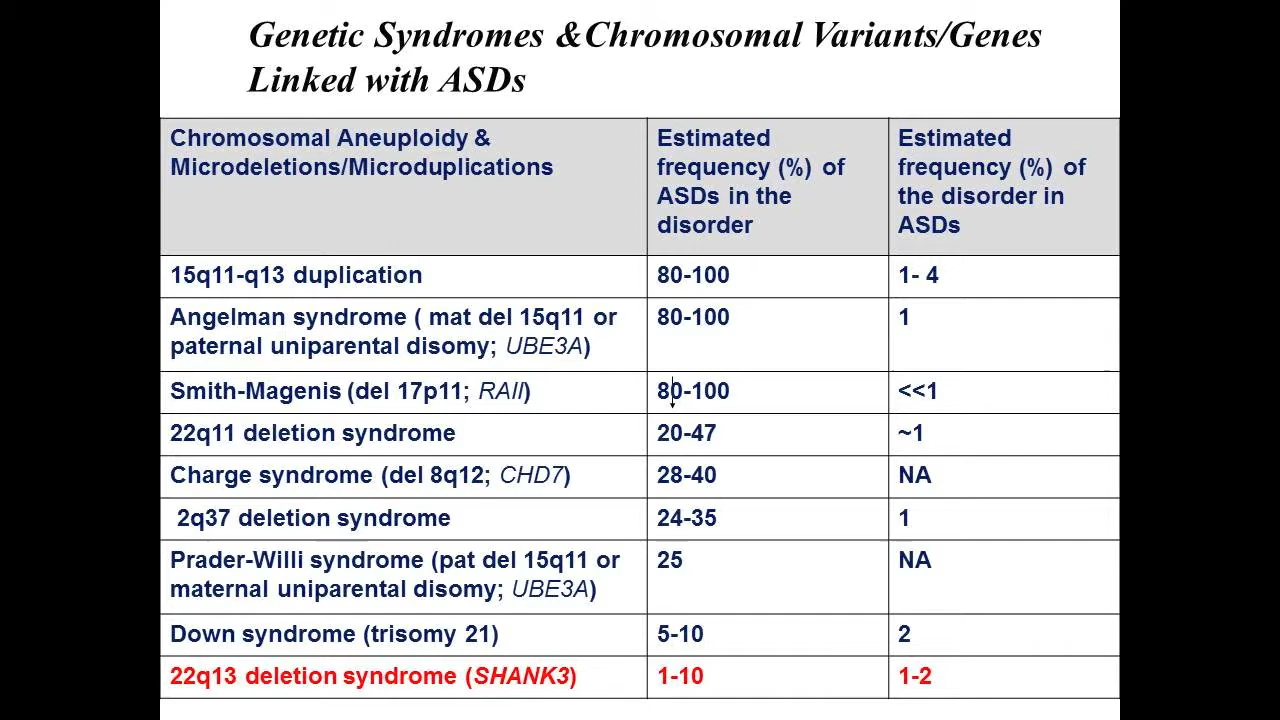 Genetic Syndromes &Chromosomal Variants/Genes
Linked with ASDs
Chromosomal Aneuploidy &
Microdeletions/Microduplications
Estimated
frequency (%) of
ASDs in the
disorder
Estimated
frequency (%) of
the disorder in
ASDs
15q11-q13 duplication
80-100
1- 4
Angelman syndrome ( mat del 15q11 or
paternal uniparental disomy; UBE3A)
80-100
1
Smith-Magenis (del 17p11; RAII)
80-100
<<1
22q11 deletion syndrome
20-47
~1
Charge syndrome (del 8q12; CHD7)
28-40
NA
2q37 deletion syndrome
24-35
1
Prader-Willi syndrome (pat del 15q11 or
maternal uniparental disomy; UBE3A)
25
NA
Down syndrome (trisomy 21)
5-10
2
22q13 deletion syndrome (SHANK3)
1-10
1-2